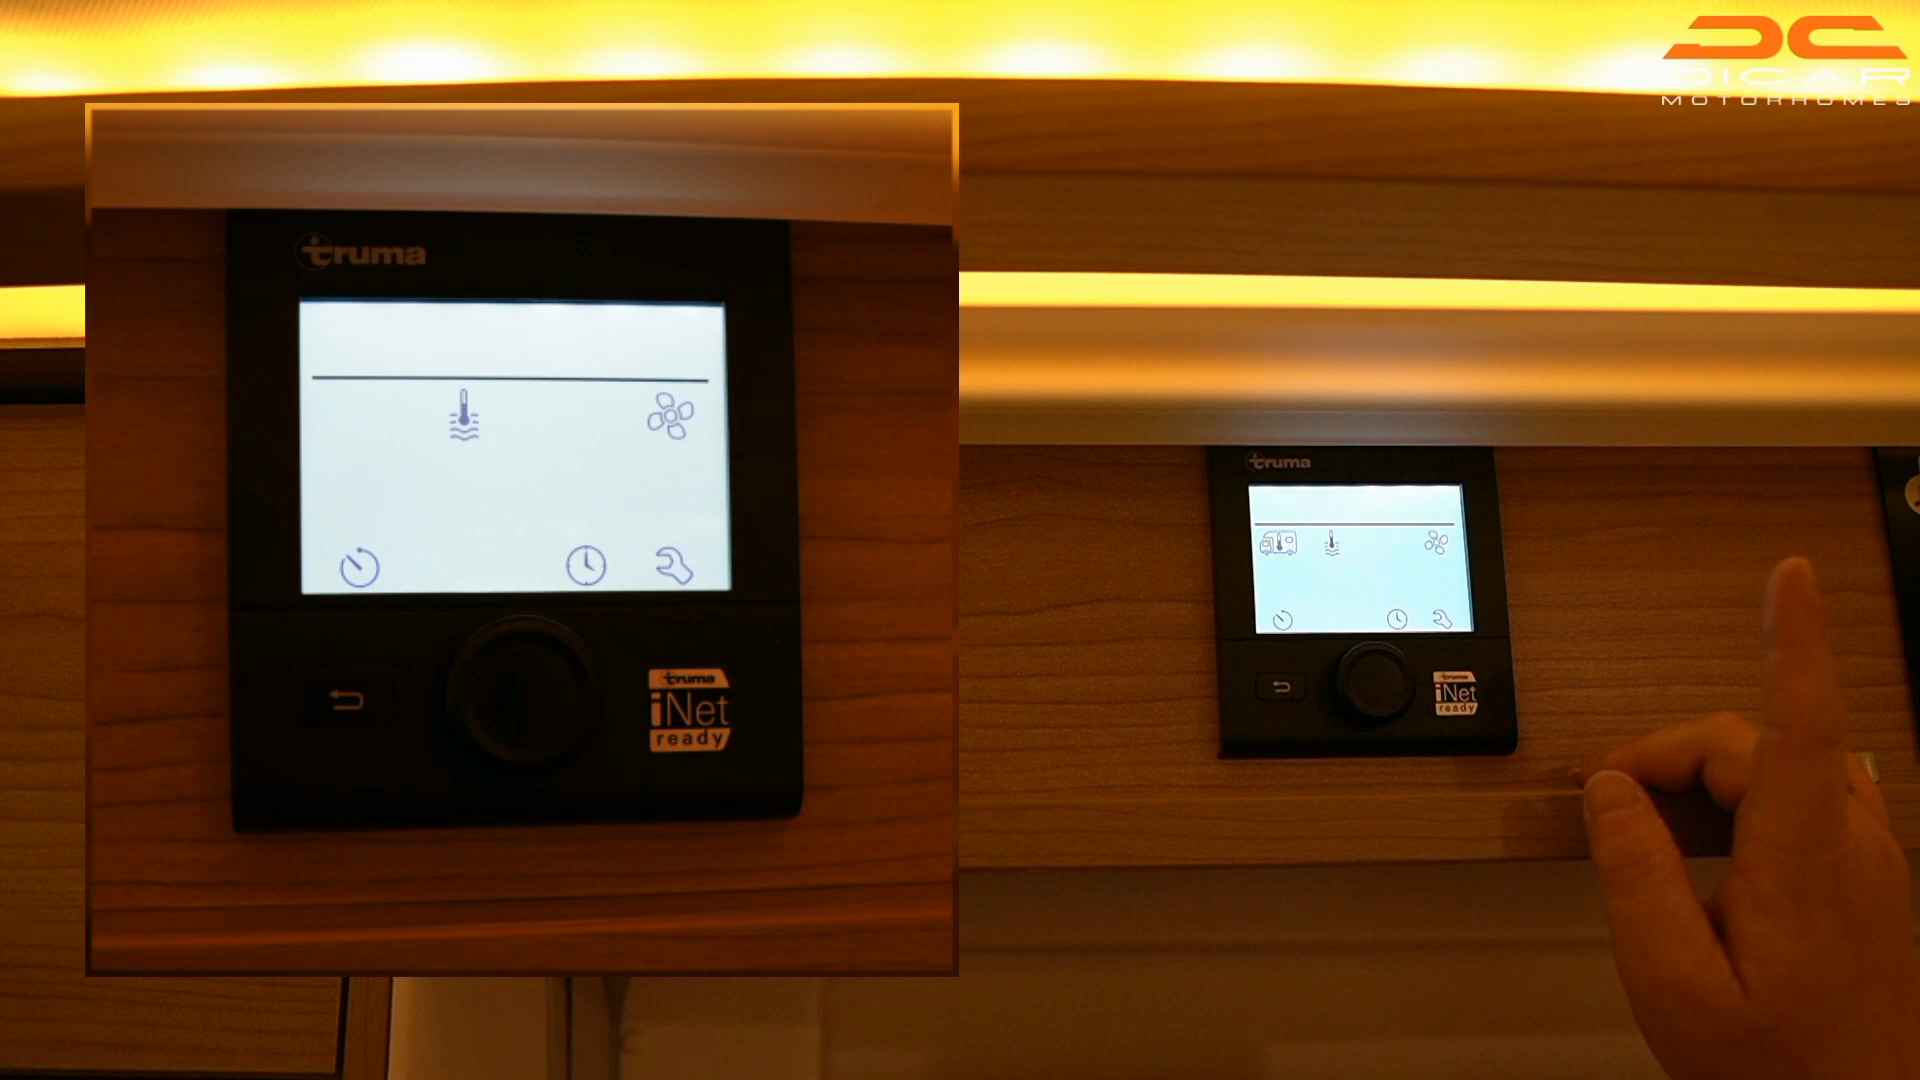 DICAR
MOTORHOMES
truma
truma
iNet
ready
truma
truma
iNet
ready